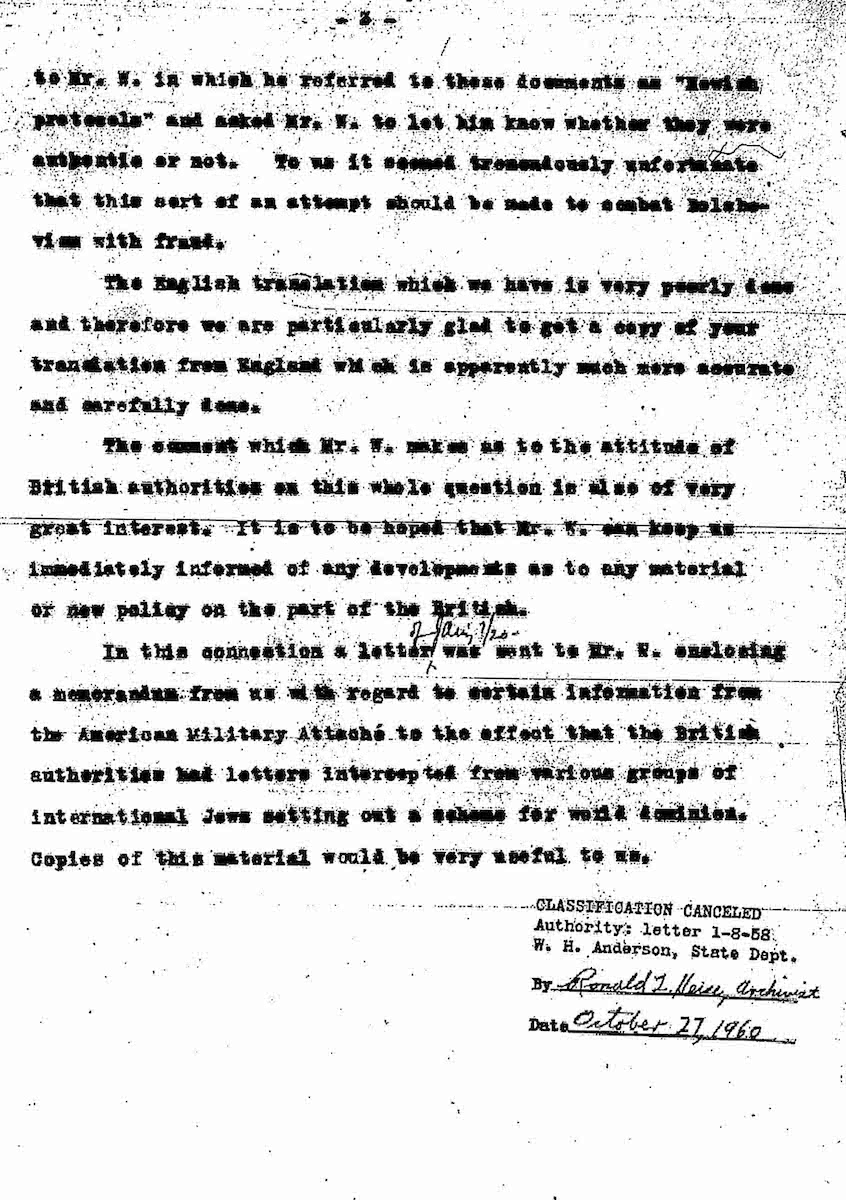 - 3 -
to Mr. W. in which he referred to these documents as "Jewish
protocols" and asked Mr. W. to let him know whether they were
authentic or not. To us it seemed tremendously unfortunate
that this sort of an attempt should be made to combat Bolshe-
vism with fraud.
The English translation which we have is very poorly done
and therefore we are particularly glad to get a copy of your
translation from England which is apparently much more accurate
and carefully done.
The comment which Mr. W. makes as to the attitude of
British authorities on this whole question is also of very
great interest. It is to be hoped that Mr. W. can keep us
immediately informed of any developments as to any material
or new policy on the part of the British.
of
In this connection a letter was sent to Mr. W. enclosing
a memorandum from us with regard to certain information from
the American Military Attaché to the effect that the British
authorities had letters intercepted from various groups of
international Jews setting out a scheme for world dominion.
Copies of this material would be very useful to us.
CLASSIFICATION CANCELED
Authority: letter 1-8-58
W. H. Anderson, State Dept.
By Ronald L. Heise, Archivist
Date October 27, 1960